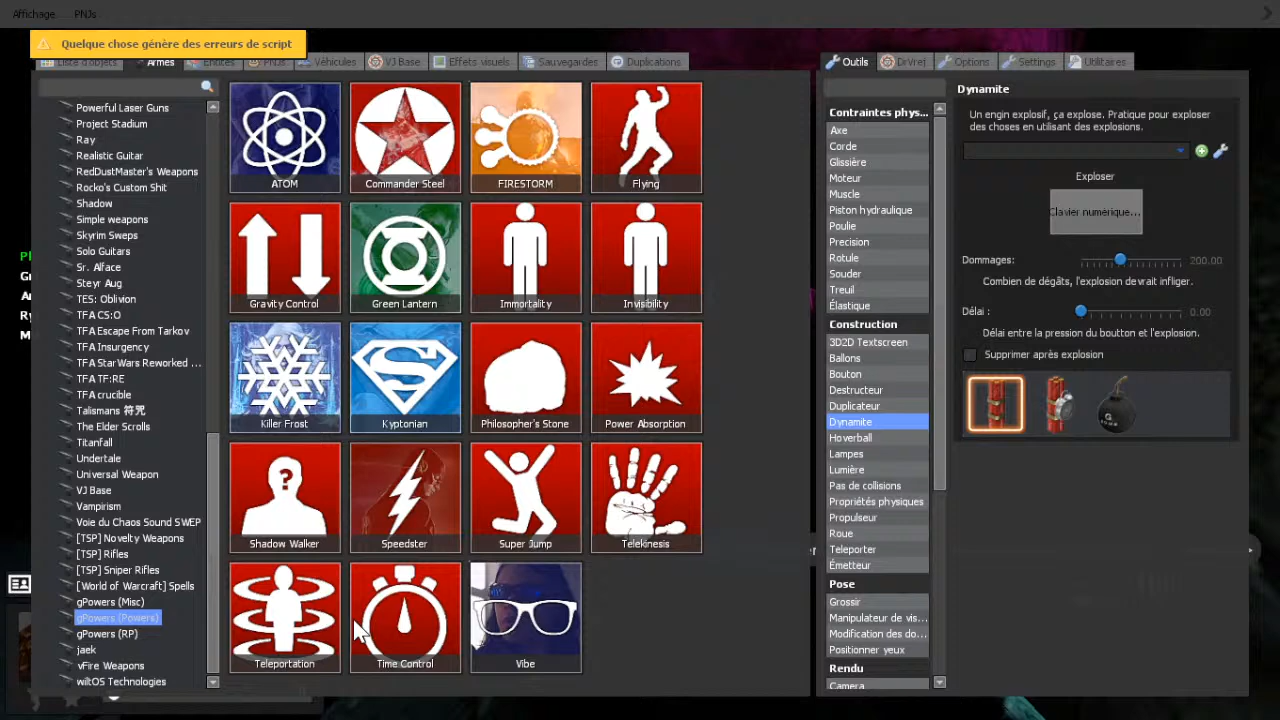 Affichage PNJs
Quelque chose génère des erreurs de script
Liste d'objets Armes Entités PNJs Véhicules VJ Base Effets visuels Sauvegardes Duplications
Powerful Laser Guns
Project Stadium
Ray
Realistic Guitar
RedDustMaster's Weapons
Rocko's Custom Shit
Shadow
Simple weapons
Skyrim Sweps
Solo Guitars
Sr. Alface
Steyr Aug
TES: Oblivion
TFA CS:O
TFA Escape From Tarkov
TFA Insurgency
TFA StarWars Reworked ...
TFA TF:RE
TFA crucible
Talismans 符咒
The Elder Scrolls
Titanfall
Undertale
Universal Weapon
VJ Base
Vampirism
Voie du Chaos Sound SWEP
[TSP] Novelty Weapons
[TSP] Rifles
[TSP] Sniper Rifles
[World of Warcraft] Spells
gPowers (Misc)
gPowers (Powers)
gPowers (RP)
jaek
vFire Weapons
wiltOS Technologies
ATOM Commander Steel FIRESTORM Flying
Gravity Control Green Lantern Immortality Invisibility
Killer Frost Kyptonian Philosopher's Stone Power Absorption
Shadow Walker Speedster Super Jump Telekinesis
Teleportation Time Control Vibe
Outils DrVrej Options Settings Utilitaires
Contraintes phys...
Axe
Corde
Glissière
Moteur
Muscle
Piston hydraulique
Poulie
Precision
Rotule
Souder
Treuil
Élastique
Construction
3D2D Textscreen
Ballons
Bouton
Destructeur
Duplicateur
Dynamite
Hoverball
Lampes
Lumière
Pas de collisions
Propriétés physiques
Propulseur
Roue
Teleporter
Émetteur
Pose
Grossir
Manipulateur de vis...
Modification des do...
Positionner yeux
Rendu
Camera
Dynamite
Un engin explosif, ça explose. Pratique pour exploser
des choses en utilisant des explosions.
Exploser
Clavier numérique...
Dommages: 200.00
Combien de dégâts, l'explosion devrait infliger.
Délai : 0.00
Délai entre la pression du boutton et l'explosion.
Supprimer après explosion